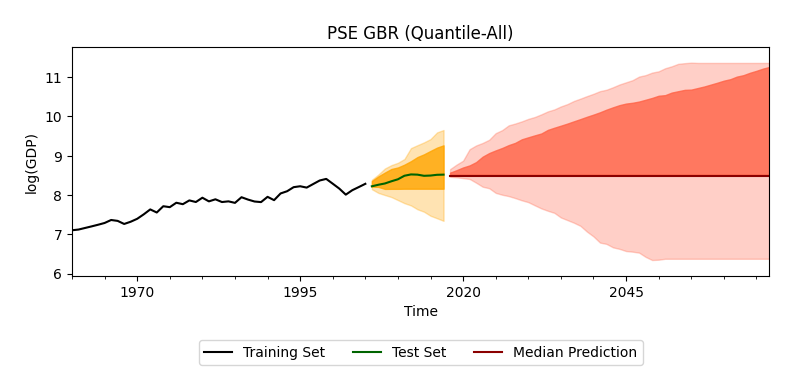 PSE GBR (Quantile-All)
log(GDP)
11
10
9
8
7
6
1970 1995 2020 2045
Time
Training Set Test Set Median Prediction